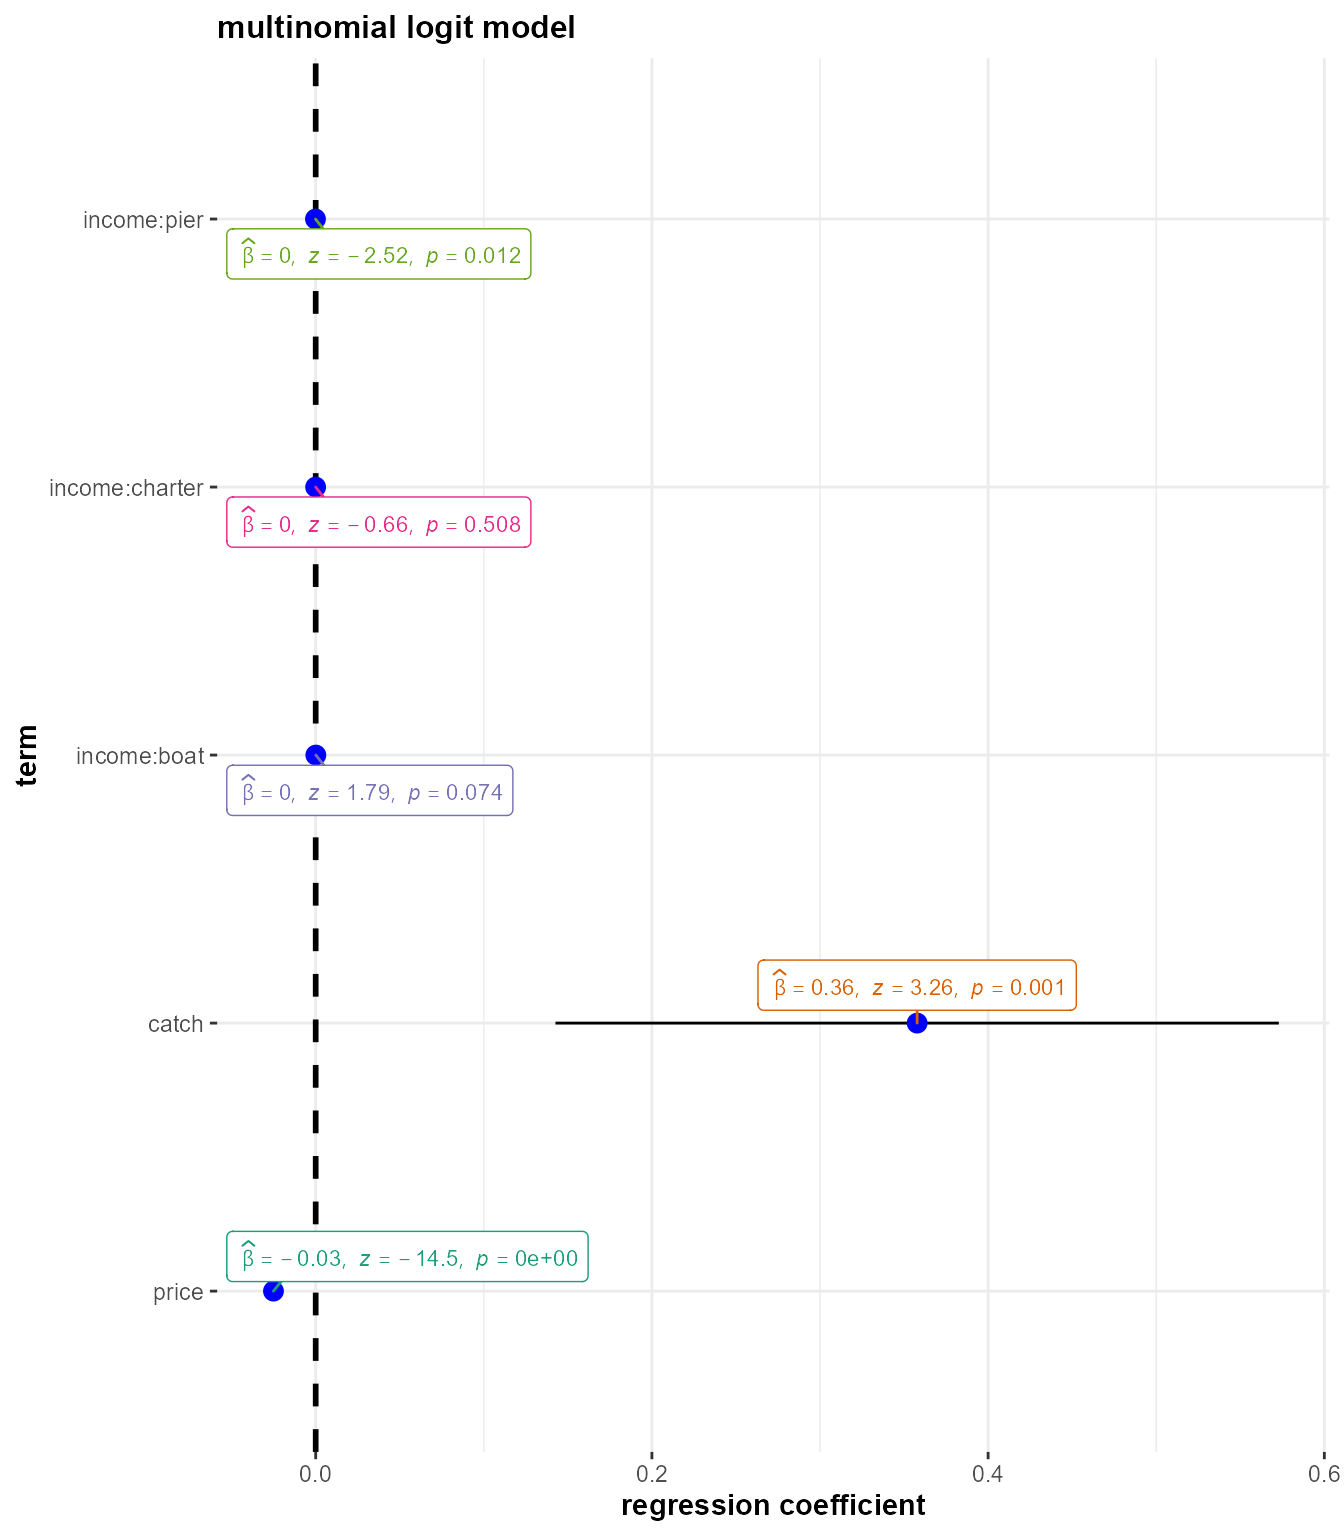 multinomial logit model
income:pier
β̂ = 0, z = −2.52, p = 0.012
income:charter
β̂ = 0, z = −0.66, p = 0.508
income:boat
β̂ = 0, z = 1.79, p = 0.074
term
β̂ = 0.36, z = 3.26, p = 0.001
catch
β̂ = −0.03, z = −14.5, p = 0e+00
price
0.0 0.2 0.4 0.6
regression coefficient